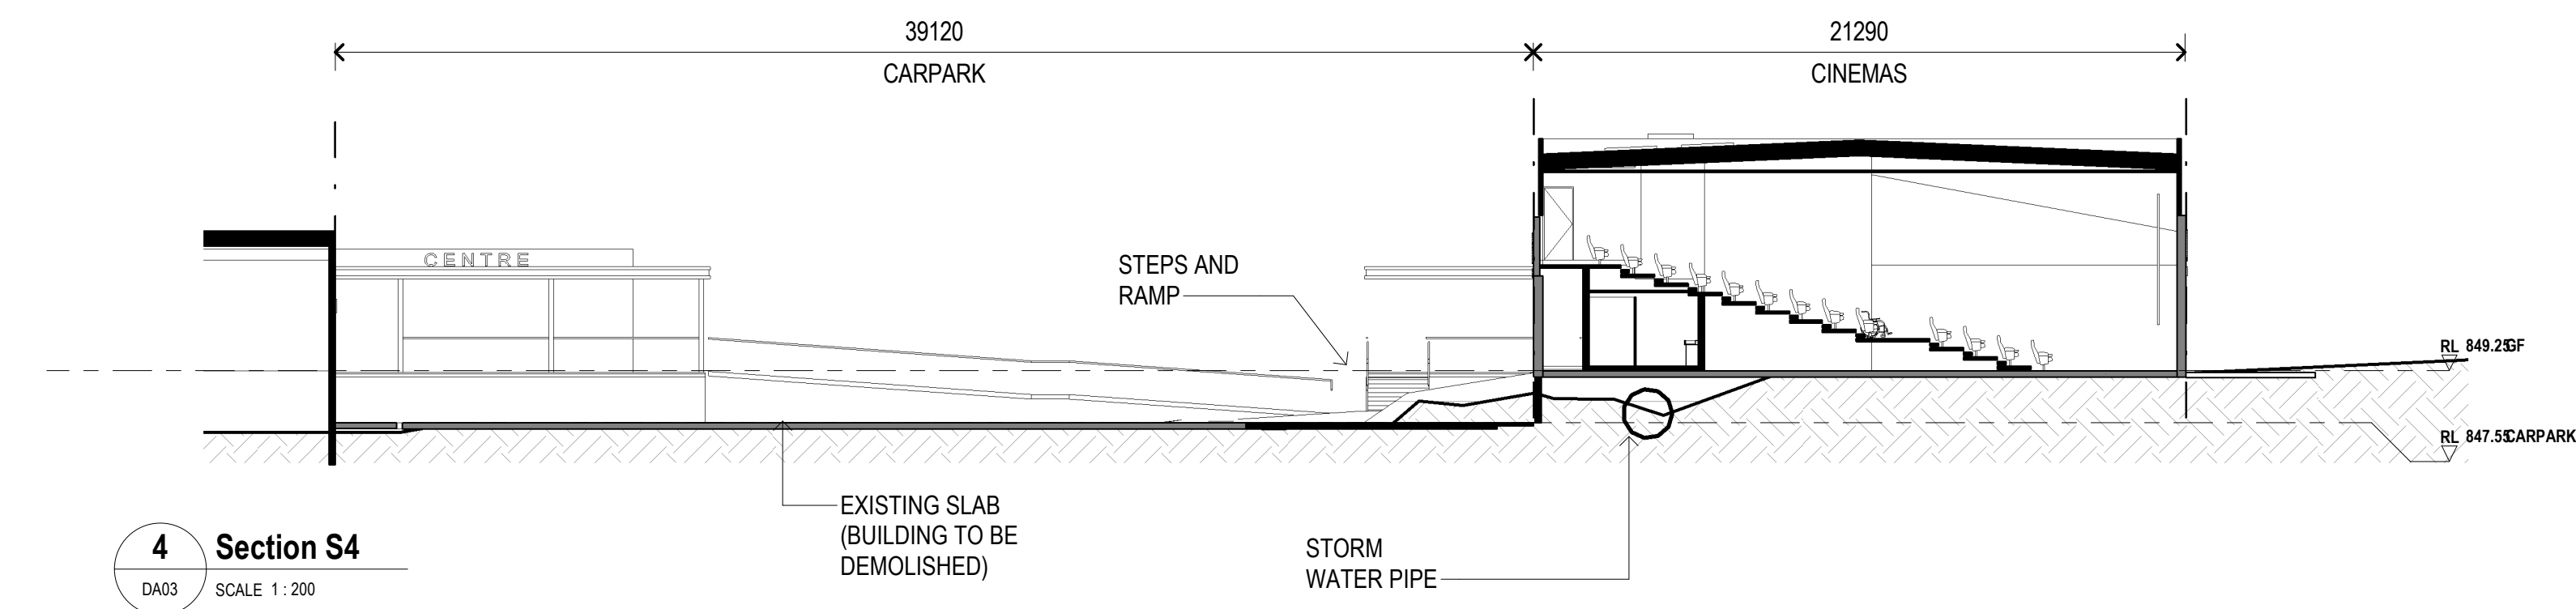 39120
CARPARK
21290
CINEMAS
CENTRE
STEPS AND
RAMP
RL 849.25 GF
RL 847.55 CARPARK
EXISTING SLAB
(BUILDING TO BE
DEMOLISHED)
STORM
WATER PIPE
4 Section S4
DA03 SCALE 1 : 200